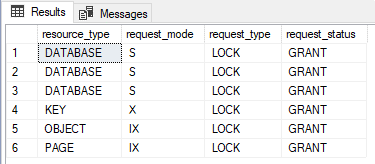 Results Messages
resource_type request_mode request_type request_status
1 DATABASE S LOCK GRANT
2 DATABASE S LOCK GRANT
3 DATABASE S LOCK GRANT
4 KEY X LOCK GRANT
5 OBJECT IX LOCK GRANT
6 PAGE IX LOCK GRANT